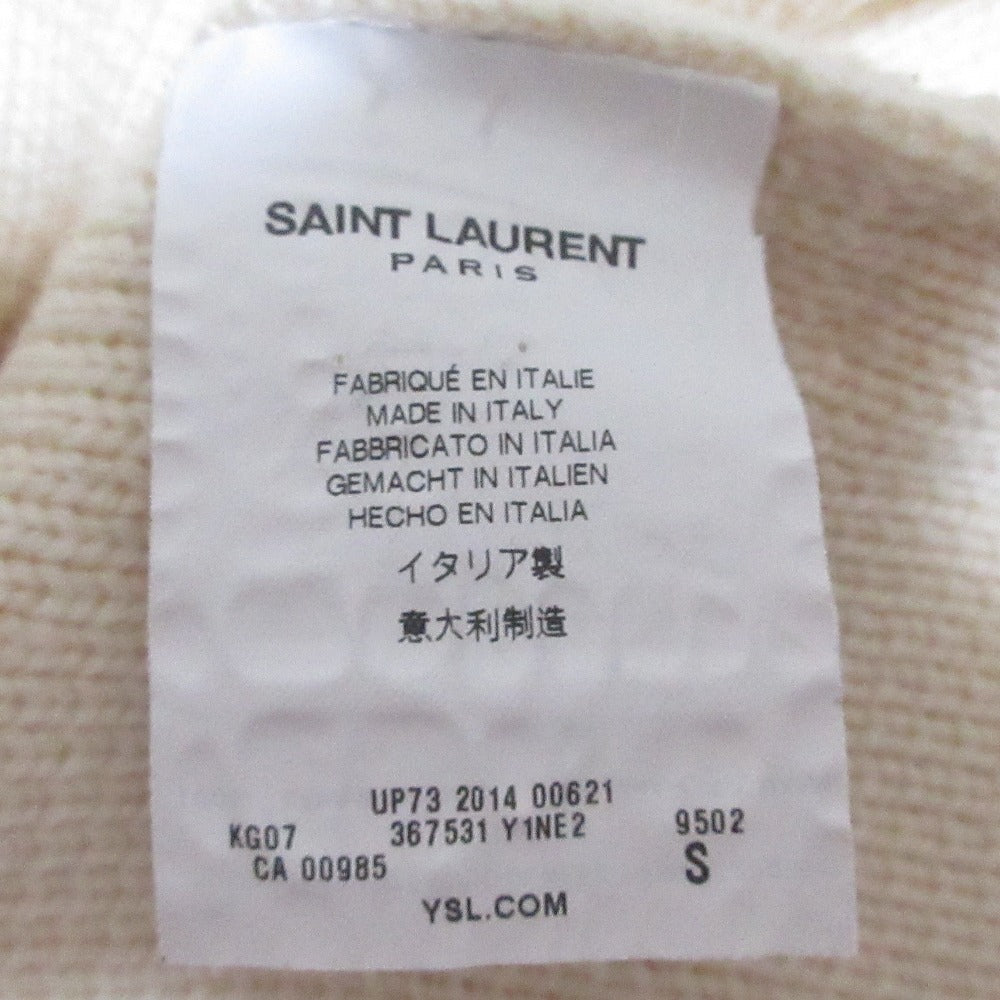 SAINT LAURENT
PARIS
FABRIQUÉ EN ITALIE
MADE IN ITALY
FABBRICATO IN ITALIA
GEMACHT IN ITALIEN
HECHO EN ITALIA
イタリア製
意大利制造
UP73 2014 00621
KG07 367531 Y1NE2 9502
CA 00985 S
YSL.COM